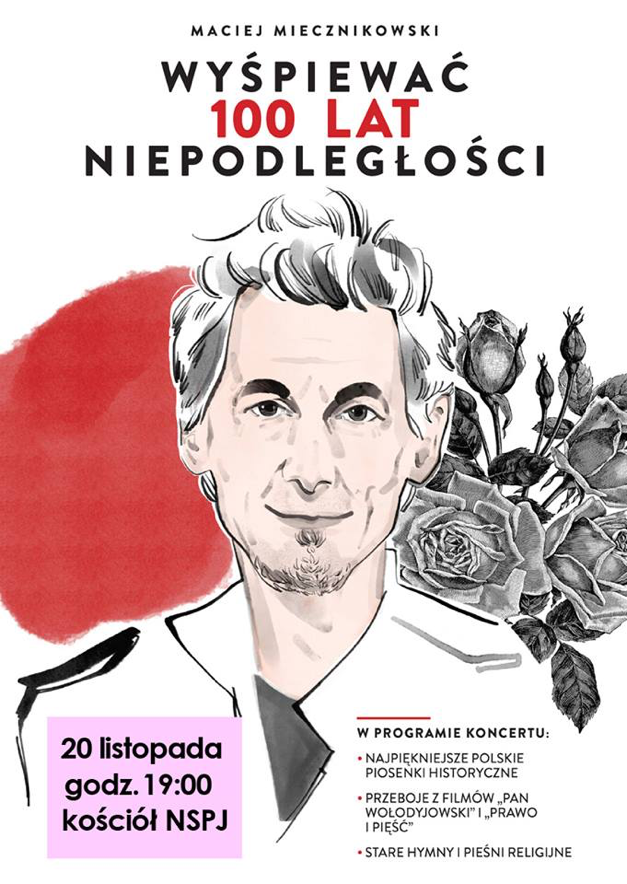 MACIEJ MIECZNIKOWSKI
WYŚPIEWAĆ
100 LAT
NIEPODLEGŁOŚCI
20 listopada
godz. 19:00
kościół NSPJ
W PROGRAMIE KONCERTU:
• NAJPIĘKNIEJSZE POLSKIE
PIOSENKI HISTORYCZNE
• PRZEBOJE Z FILMÓW „PAN
WOŁODYJOWSKI” I „PRAWO
I PIĘŚĆ”
• STARE HYMNY I PIEŚNI RELIGIJNE